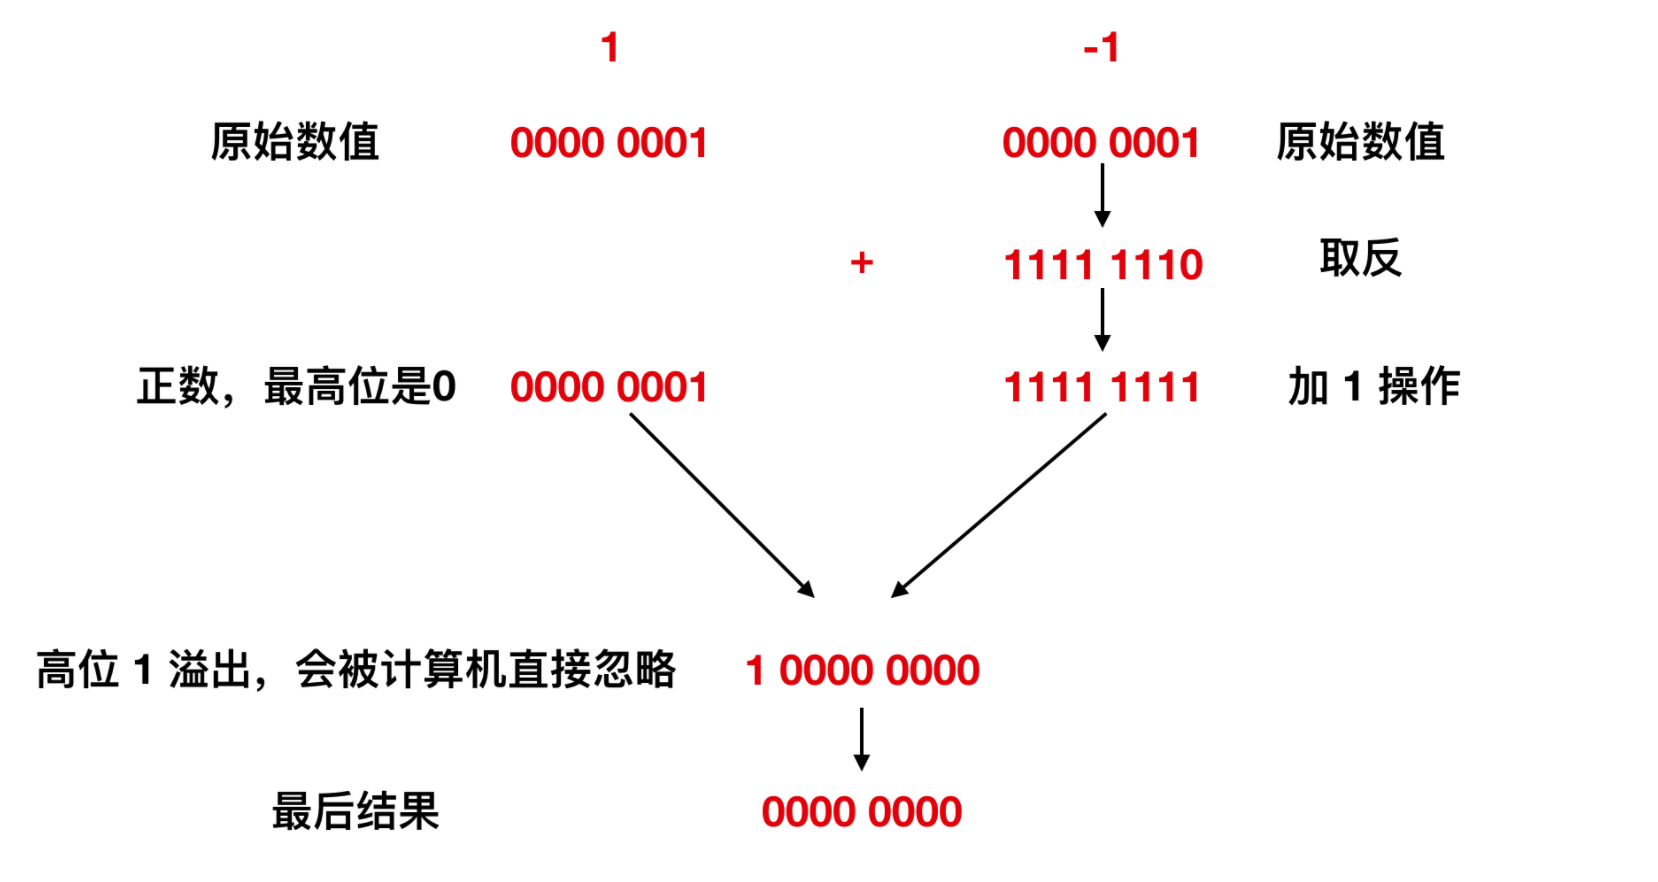 1 -1
原始数值 0000 0001 0000 0001 原始数值
+ 1111 1110 取反
正数，最高位是0 0000 0001 1111 1111 加 1 操作
高位 1 溢出，会被计算机直接忽略 1 0000 0000
最后结果 0000 0000